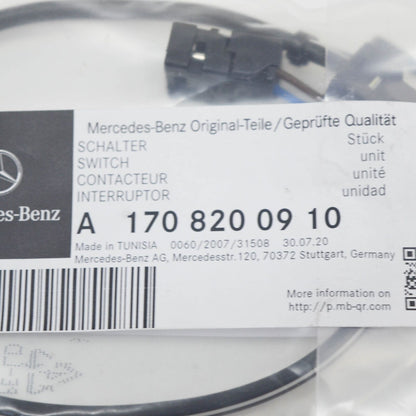 Mercedes-Benz Original-Teile/Geprüfte Qualität
SCHALTER Stück
SWITCH unit
CONTACTEUR unité
INTERRUPTOR unidad
des-Benz
A 170 820 09 10
Made in TUNISIA 0060/2007/31508 30.07.20
Mercedes-Benz AG, Mercedesstr.120, 70372 Stuttgart, Germany
More information on
http://p.mb-qr.com/